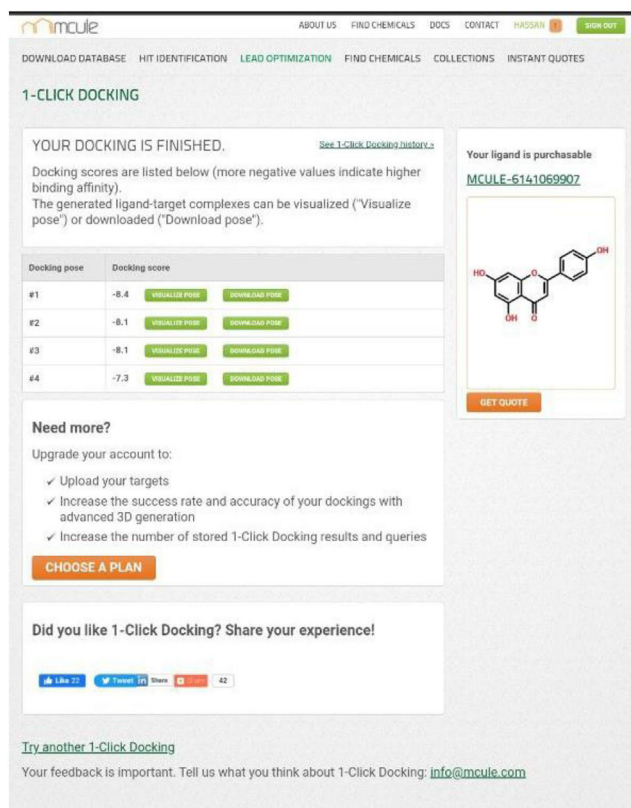 mcule
ABOUT US FIND CHEMICALS DOCS CONTACT HASSAN SIGN OUT
DOWNLOAD DATABASE HIT IDENTIFICATION LEAD OPTIMIZATION FIND CHEMICALS COLLECTIONS INSTANT QUOTES
1-CLICK DOCKING
YOUR DOCKING IS FINISHED.
See 1-Click Docking history »
Docking scores are listed below (more negative values indicate higher
binding affinity).
The generated ligand-target complexes can be visualized ("Visualize
pose") or downloaded ("Download pose").
Docking pose Docking score
#1 -8.4 VISUALIZE POSE DOWNLOAD POSE
#2 -8.1 VISUALIZE POSE DOWNLOAD POSE
#3 -8.1 VISUALIZE POSE DOWNLOAD POSE
#4 -7.3 VISUALIZE POSE DOWNLOAD POSE
Your ligand is purchasable
MCULE-6141069907
OH
HO
O
OH O
GET QUOTE
Need more?
Upgrade your account to:
✓ Upload your targets
✓ Increase the success rate and accuracy of your dockings with
advanced 3D generation
✓ Increase the number of stored 1-Click Docking results and queries
CHOOSE A PLAN
Did you like 1-Click Docking? Share your experience!
Like 22 Tweet in Share Share 42
Try another 1-Click Docking
Your feedback is important. Tell us what you think about 1-Click Docking: info@mcule.com